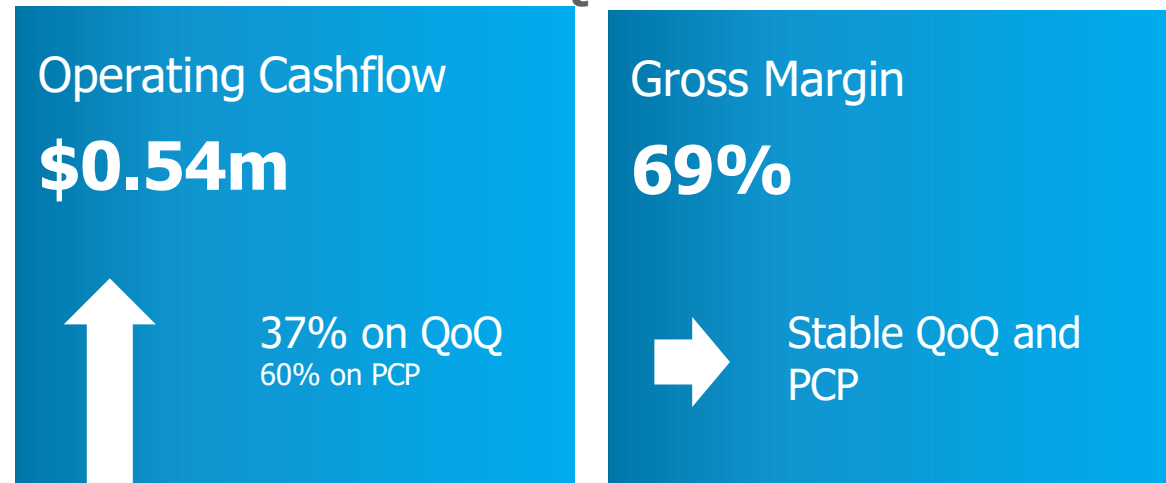 Operating Cashflow
$0.54m
37% on QoQ
60% on PCP
Gross Margin
69%
Stable QoQ and
PCP